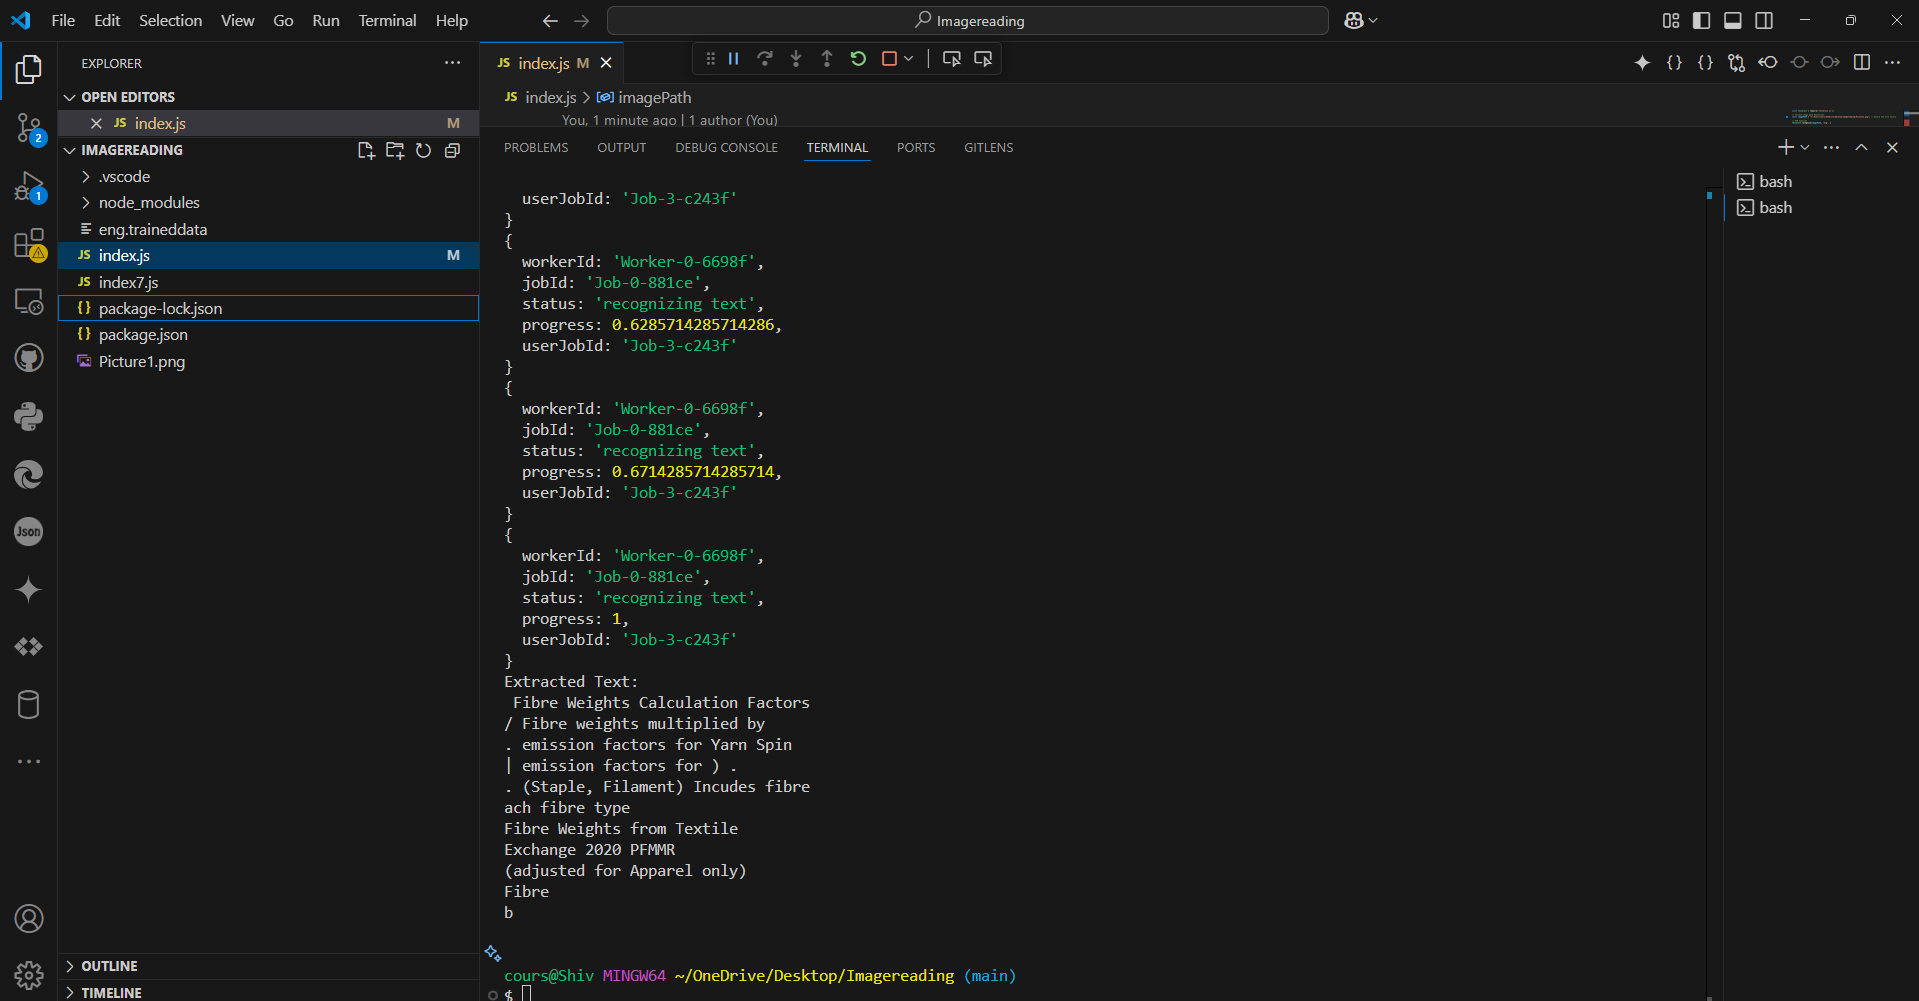 File Edit Selection View Go Run Terminal Help
Imagereading
EXPLORER
OPEN EDITORS
JS index.js M
IMAGEREADING
.vscode
node_modules
eng.traineddata
JS index.js M
JS index7.js
{} package-lock.json
{} package.json
Picture1.png
OUTLINE
TIMELINE
2
1
Json
JS index.js M
JS index.js > imagePath
You, 1 minute ago | 1 author (You)
PROBLEMS OUTPUT DEBUG CONSOLE TERMINAL PORTS GITLENS
bash
bash
userJobId: 'Job-3-c243f'
}
{
workerId: 'Worker-0-6698f',
jobId: 'Job-0-881ce',
status: 'recognizing text',
progress: 0.6285714285714286,
userJobId: 'Job-3-c243f'
}
{
workerId: 'Worker-0-6698f',
jobId: 'Job-0-881ce',
status: 'recognizing text',
progress: 0.6714285714285714,
userJobId: 'Job-3-c243f'
}
{
workerId: 'Worker-0-6698f',
jobId: 'Job-0-881ce',
status: 'recognizing text',
progress: 1,
userJobId: 'Job-3-c243f'
}
Extracted Text:
Fibre Weights Calculation Factors
/ Fibre weights multiplied by
. emission factors for Yarn Spin
| emission factors for ) .
. (Staple, Filament) Incudes fibre
ach fibre type
Fibre Weights from Textile
Exchange 2020 PFMMR
(adjusted for Apparel only)
Fibre
b
cours@Shiv MINGW64 ~/OneDrive/Desktop/Imagereading (main)
$